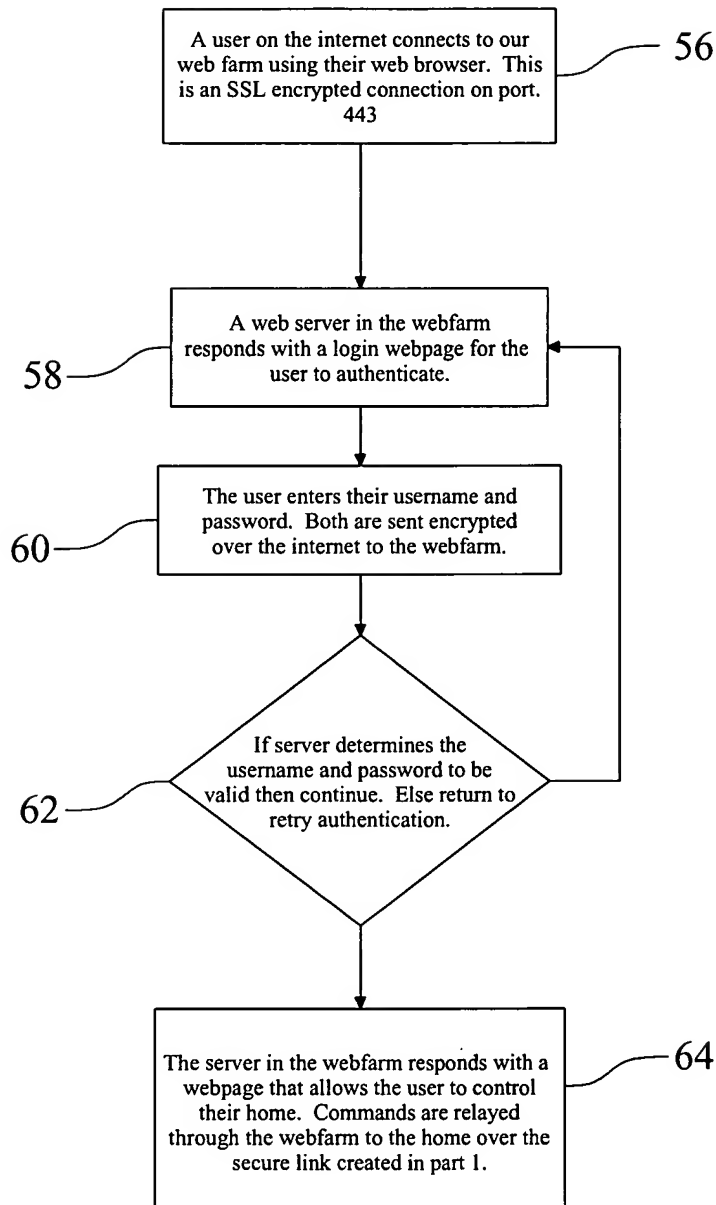 A user on the internet connects to our
web farm using their web browser. This
is an SSL encrypted connection on port.
443
56
A web server in the webfarm
responds with a login webpage for the
user to authenticate.
58
The user enters their username and
password. Both are sent encrypted
over the internet to the webfarm.
60
If server determines the
username and password to be
valid then continue. Else return to
retry authentication.
62
The server in the webfarm responds with a
webpage that allows the user to control
their home. Commands are relayed
through the webfarm to the home over the
secure link created in part 1.
64